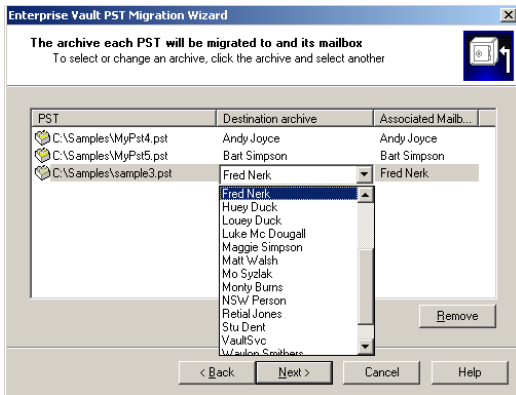 Enterprise Vault PST Migration Wizard
The archive each PST will be migrated to and its mailbox
To select or change an archive, click the archive and select another
PST Destination archive Associated Mailb...
C:\Samples\MyPst4.pst Andy Joyce Andy Joyce
C:\Samples\MyPst5.pst Bart Simpson Bart Simpson
C:\Samples\sample3.pst Fred Nerk Fred Nerk
Fred Nerk
Huey Duck
Louey Duck
Luke Mc Dougall
Maggie Simpson
Matt Walsh
Mo Syzlak
Monty Burns
NSW Person
Retial Jones
Stu Dent
VaultSvc
Waylon Smithers
Remove
< Back Next > Cancel Help